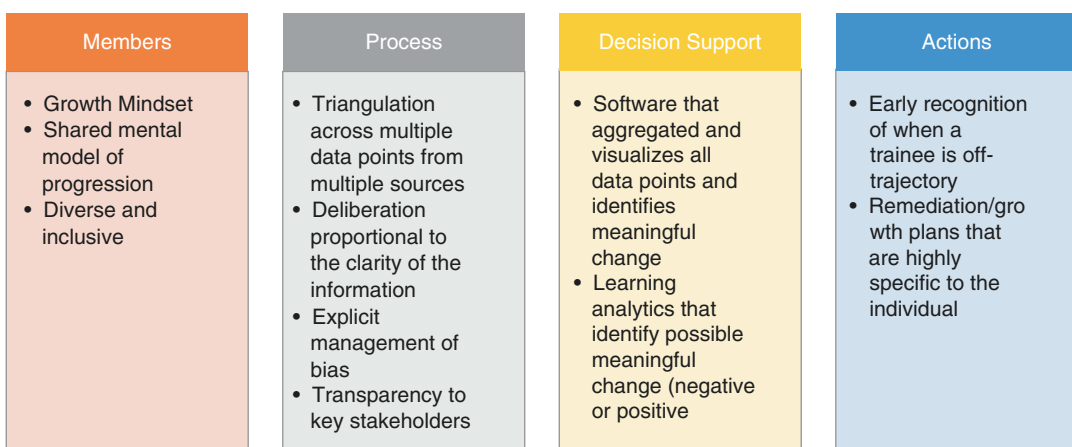 Members
• Growth Mindset
• Shared mental
model of
progression
• Diverse and
inclusive
Process
• Triangulation
across multiple
data points from
multiple sources
• Deliberation
proportional to
the clarity of the
information
• Explicit
management of
bias
• Transparency to
key stakeholders
Decision Support
• Software that
aggregated and
visualizes all
data points and
identifies
meaningful
change
• Learning
analytics that
identify possible
meaningful
change (negative
or positive
Actions
• Early recognition
of when a
trainee is off-
trajectory
• Remediation/gro
wth plans that
are highly
specific to the
individual